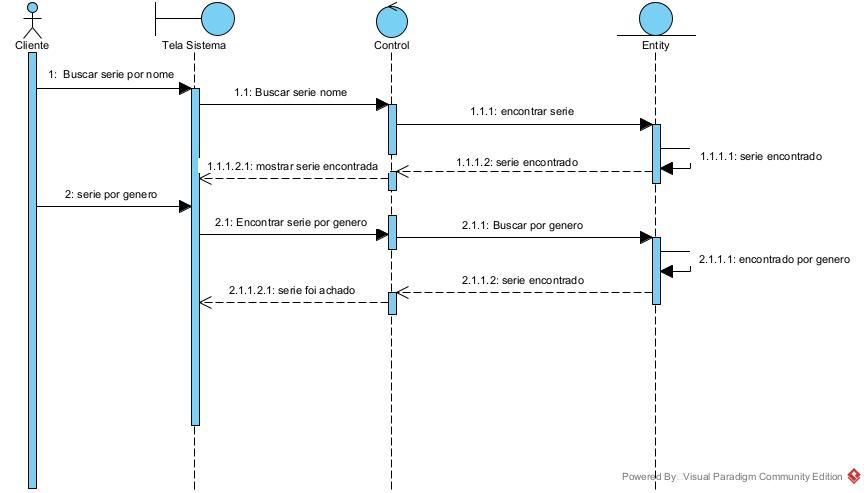 Cliente
Tela Sistema
Control
Entity
1: Buscar serie por nome
1.1: Buscar serie nome
1.1.1: encontrar serie
1.1.1.1: serie encontrado
1.1.1.2: serie encontrado
1.1.1.2.1: mostrar serie encontrada
2: serie por genero
2.1: Encontrar serie por genero
2.1.1: Buscar por genero
2.1.1.1: encontrado por genero
2.1.1.2: serie encontrado
2.1.1.2.1: serie foi achado
Powered By Visual Paradigm Community Edition